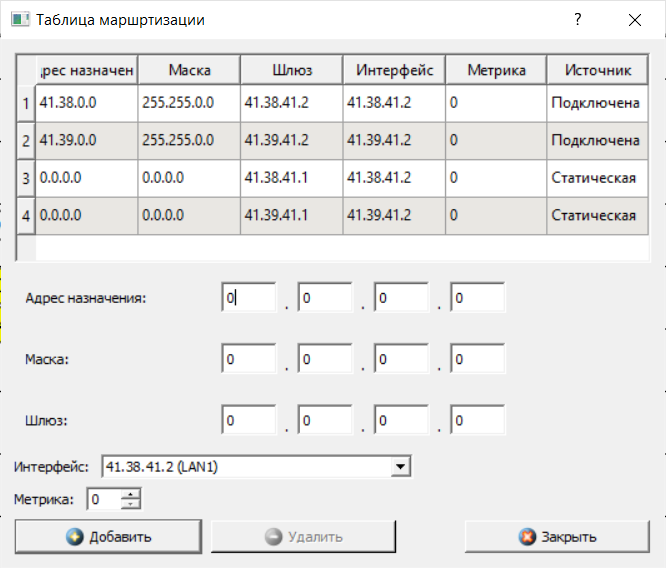 Таблица маршртизации
?
рес назначен Маска Шлюз Интерфейс Метрика Источник
1 41.38.0.0 255.255.0.0 41.38.41.2 41.38.41.2 0 Подключена
2 41.39.0.0 255.255.0.0 41.39.41.2 41.39.41.2 0 Подключена
3 0.0.0.0 0.0.0.0 41.38.41.1 41.38.41.2 0 Статическая
4 0.0.0.0 0.0.0.0 41.39.41.1 41.39.41.2 0 Статическая
Адрес назначения: 0 . 0 . 0 . 0
Маска: 0 . 0 . 0 . 0
Шлюз: 0 . 0 . 0 . 0
Интерфейс: 41.38.41.2 (LAN1)
Метрика: 0
Добавить Удалить Закрыть